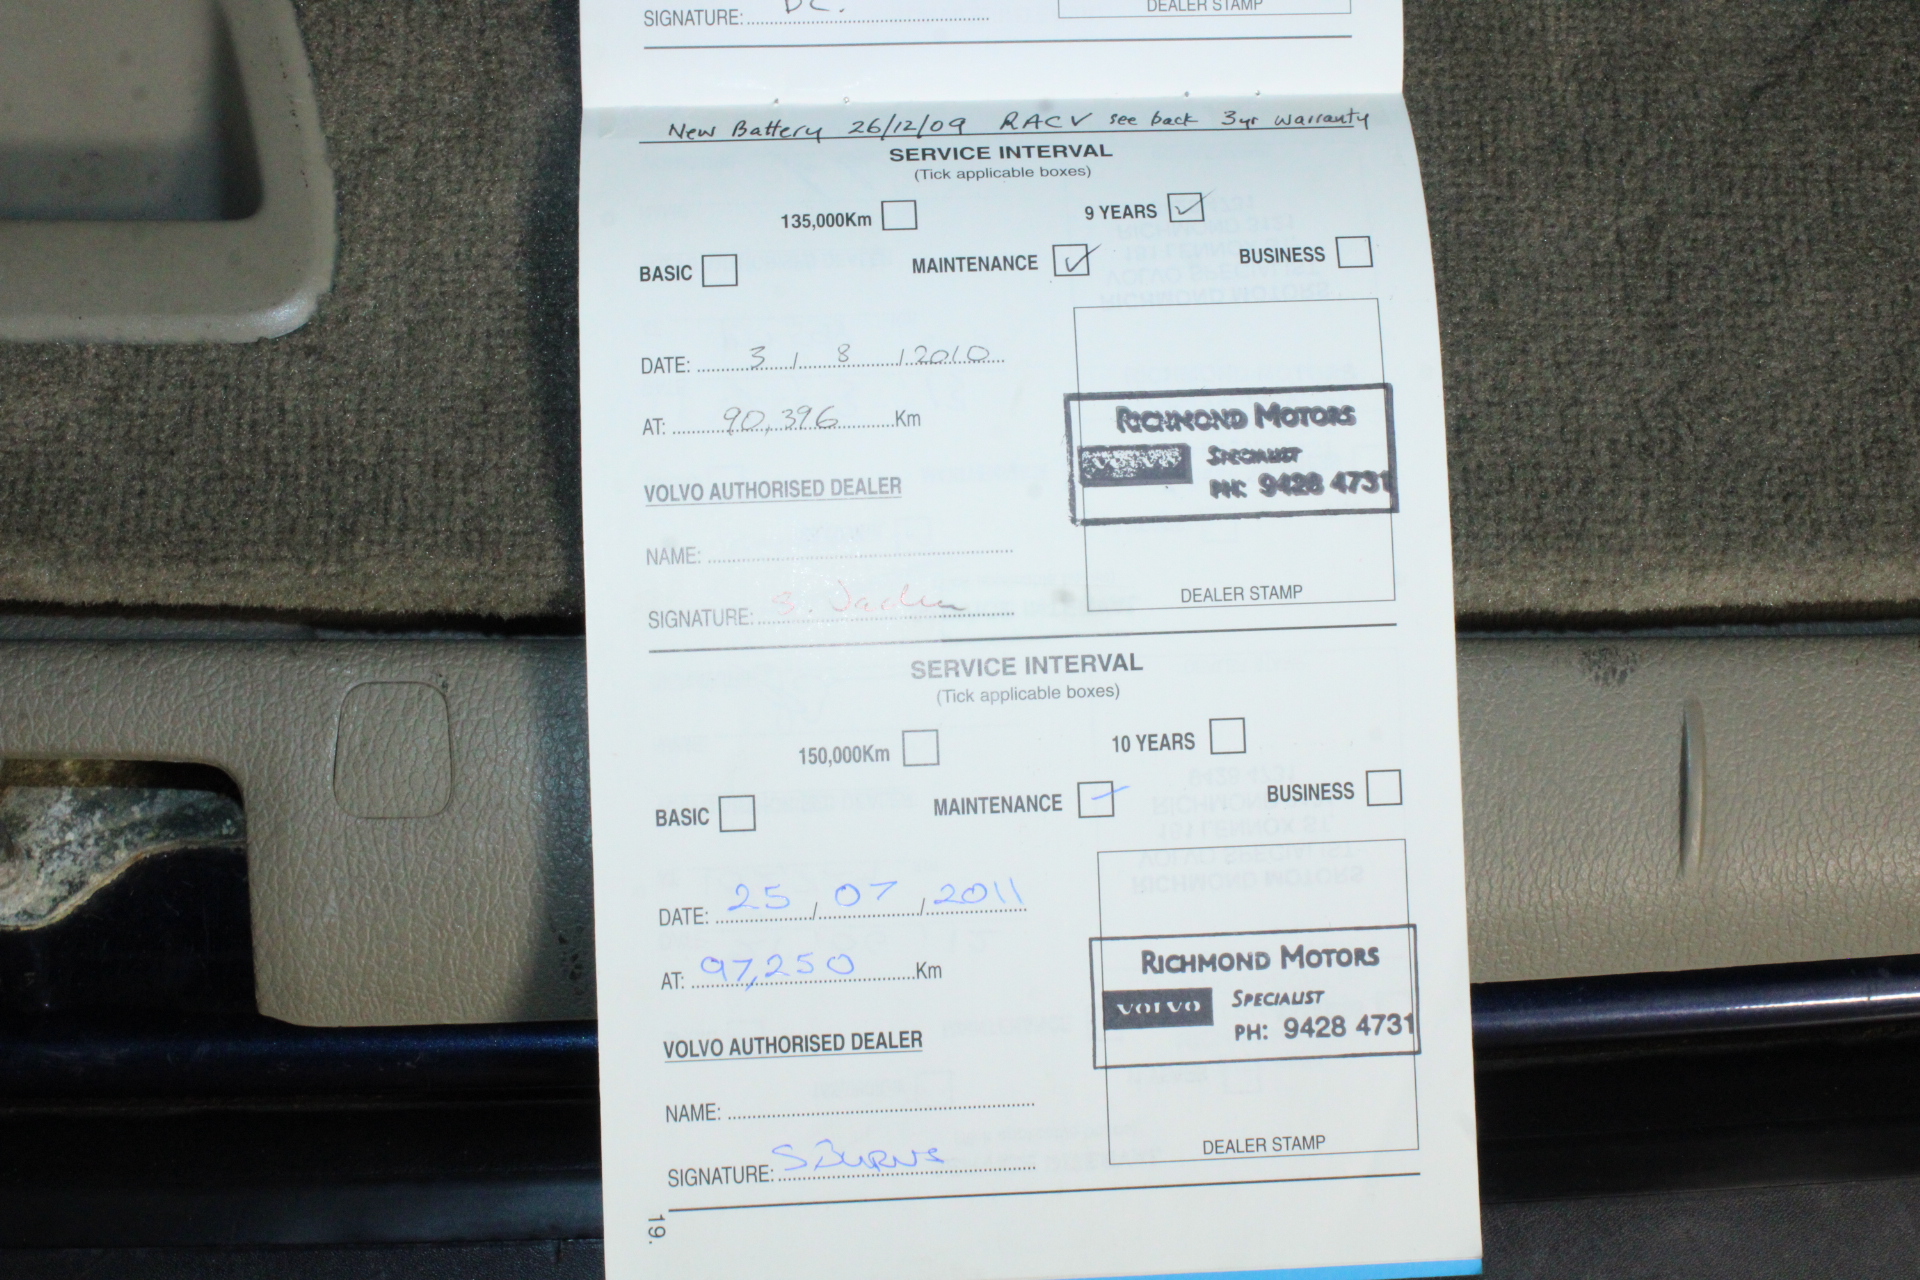 SIGNATURE: DC.
DEALER STAMP
New Battery 26/12/09 RACV see back 3yr warranty
SERVICE INTERVAL
(Tick applicable boxes)
135,000Km 9 YEARS
BASIC MAINTENANCE BUSINESS
DATE: 3 / 8 / 2010
AT: 90,396 Km
VOLVO AUTHORISED DEALER
NAME:
SIGNATURE:
RICHMOND MOTORS
VOLVO SPECIALIST
PH: 9428 4731
DEALER STAMP
SERVICE INTERVAL
(Tick applicable boxes)
150,000Km 10 YEARS
BASIC MAINTENANCE BUSINESS
DATE: 25 / 07 / 2011
AT: 97,250 Km
VOLVO AUTHORISED DEALER
NAME:
SIGNATURE: S BURNS
RICHMOND MOTORS
VOLVO SPECIALIST
PH: 9428 4731
DEALER STAMP
19.